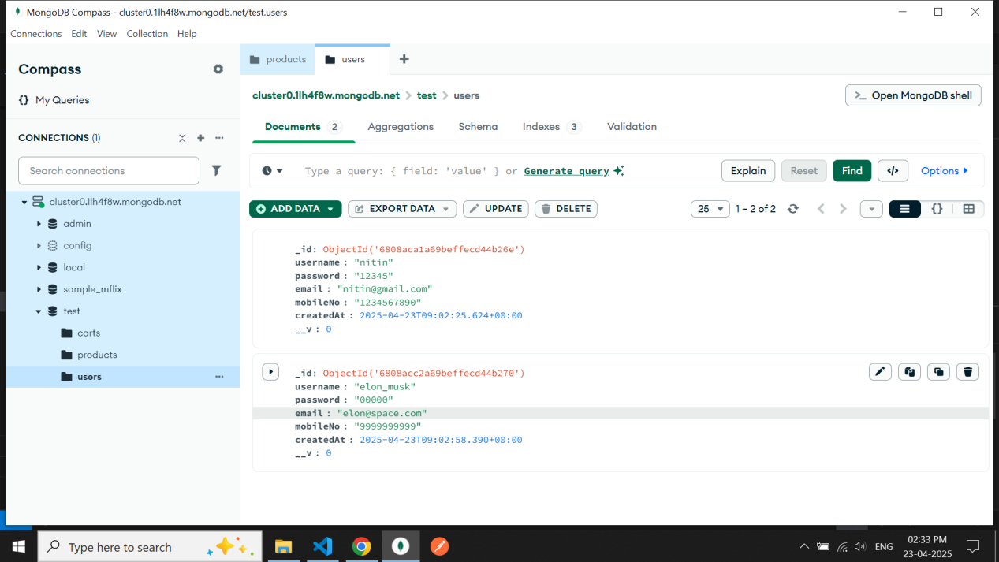 MongoDB Compass - cluster0.1lh4f8w.mongodb.net/test.users
Connections Edit View Collection Help
Compass
{} My Queries
CONNECTIONS (1)
Search connections
cluster0.1lh4f8w.mongodb.net
admin
config
local
sample_mflix
test
carts
products
users
products users
cluster0.1lh4f8w.mongodb.net > test > users
>_ Open MongoDB shell
Documents 2 Aggregations Schema Indexes 3 Validation
Type a query: { field: 'value' } or Generate query
Explain Reset Find </> Options
ADD DATA EXPORT DATA UPDATE DELETE
25 1 – 2 of 2 {}
_id: ObjectId('6808aca1a69beffecd44b26e')
username : "nitin"
password : "12345"
email : "nitin@gmail.com"
mobileNo : "1234567890"
createdAt : 2025-04-23T09:02:25.624+00:00
__v : 0
_id: ObjectId('6808acc2a69beffecd44b270')
username : "elon_musk"
password : "00000"
email : "elon@space.com"
mobileNo : "9999999999"
createdAt : 2025-04-23T09:02:58.390+00:00
__v : 0
Type here to search
ENG
02:33 PM
23-04-2025